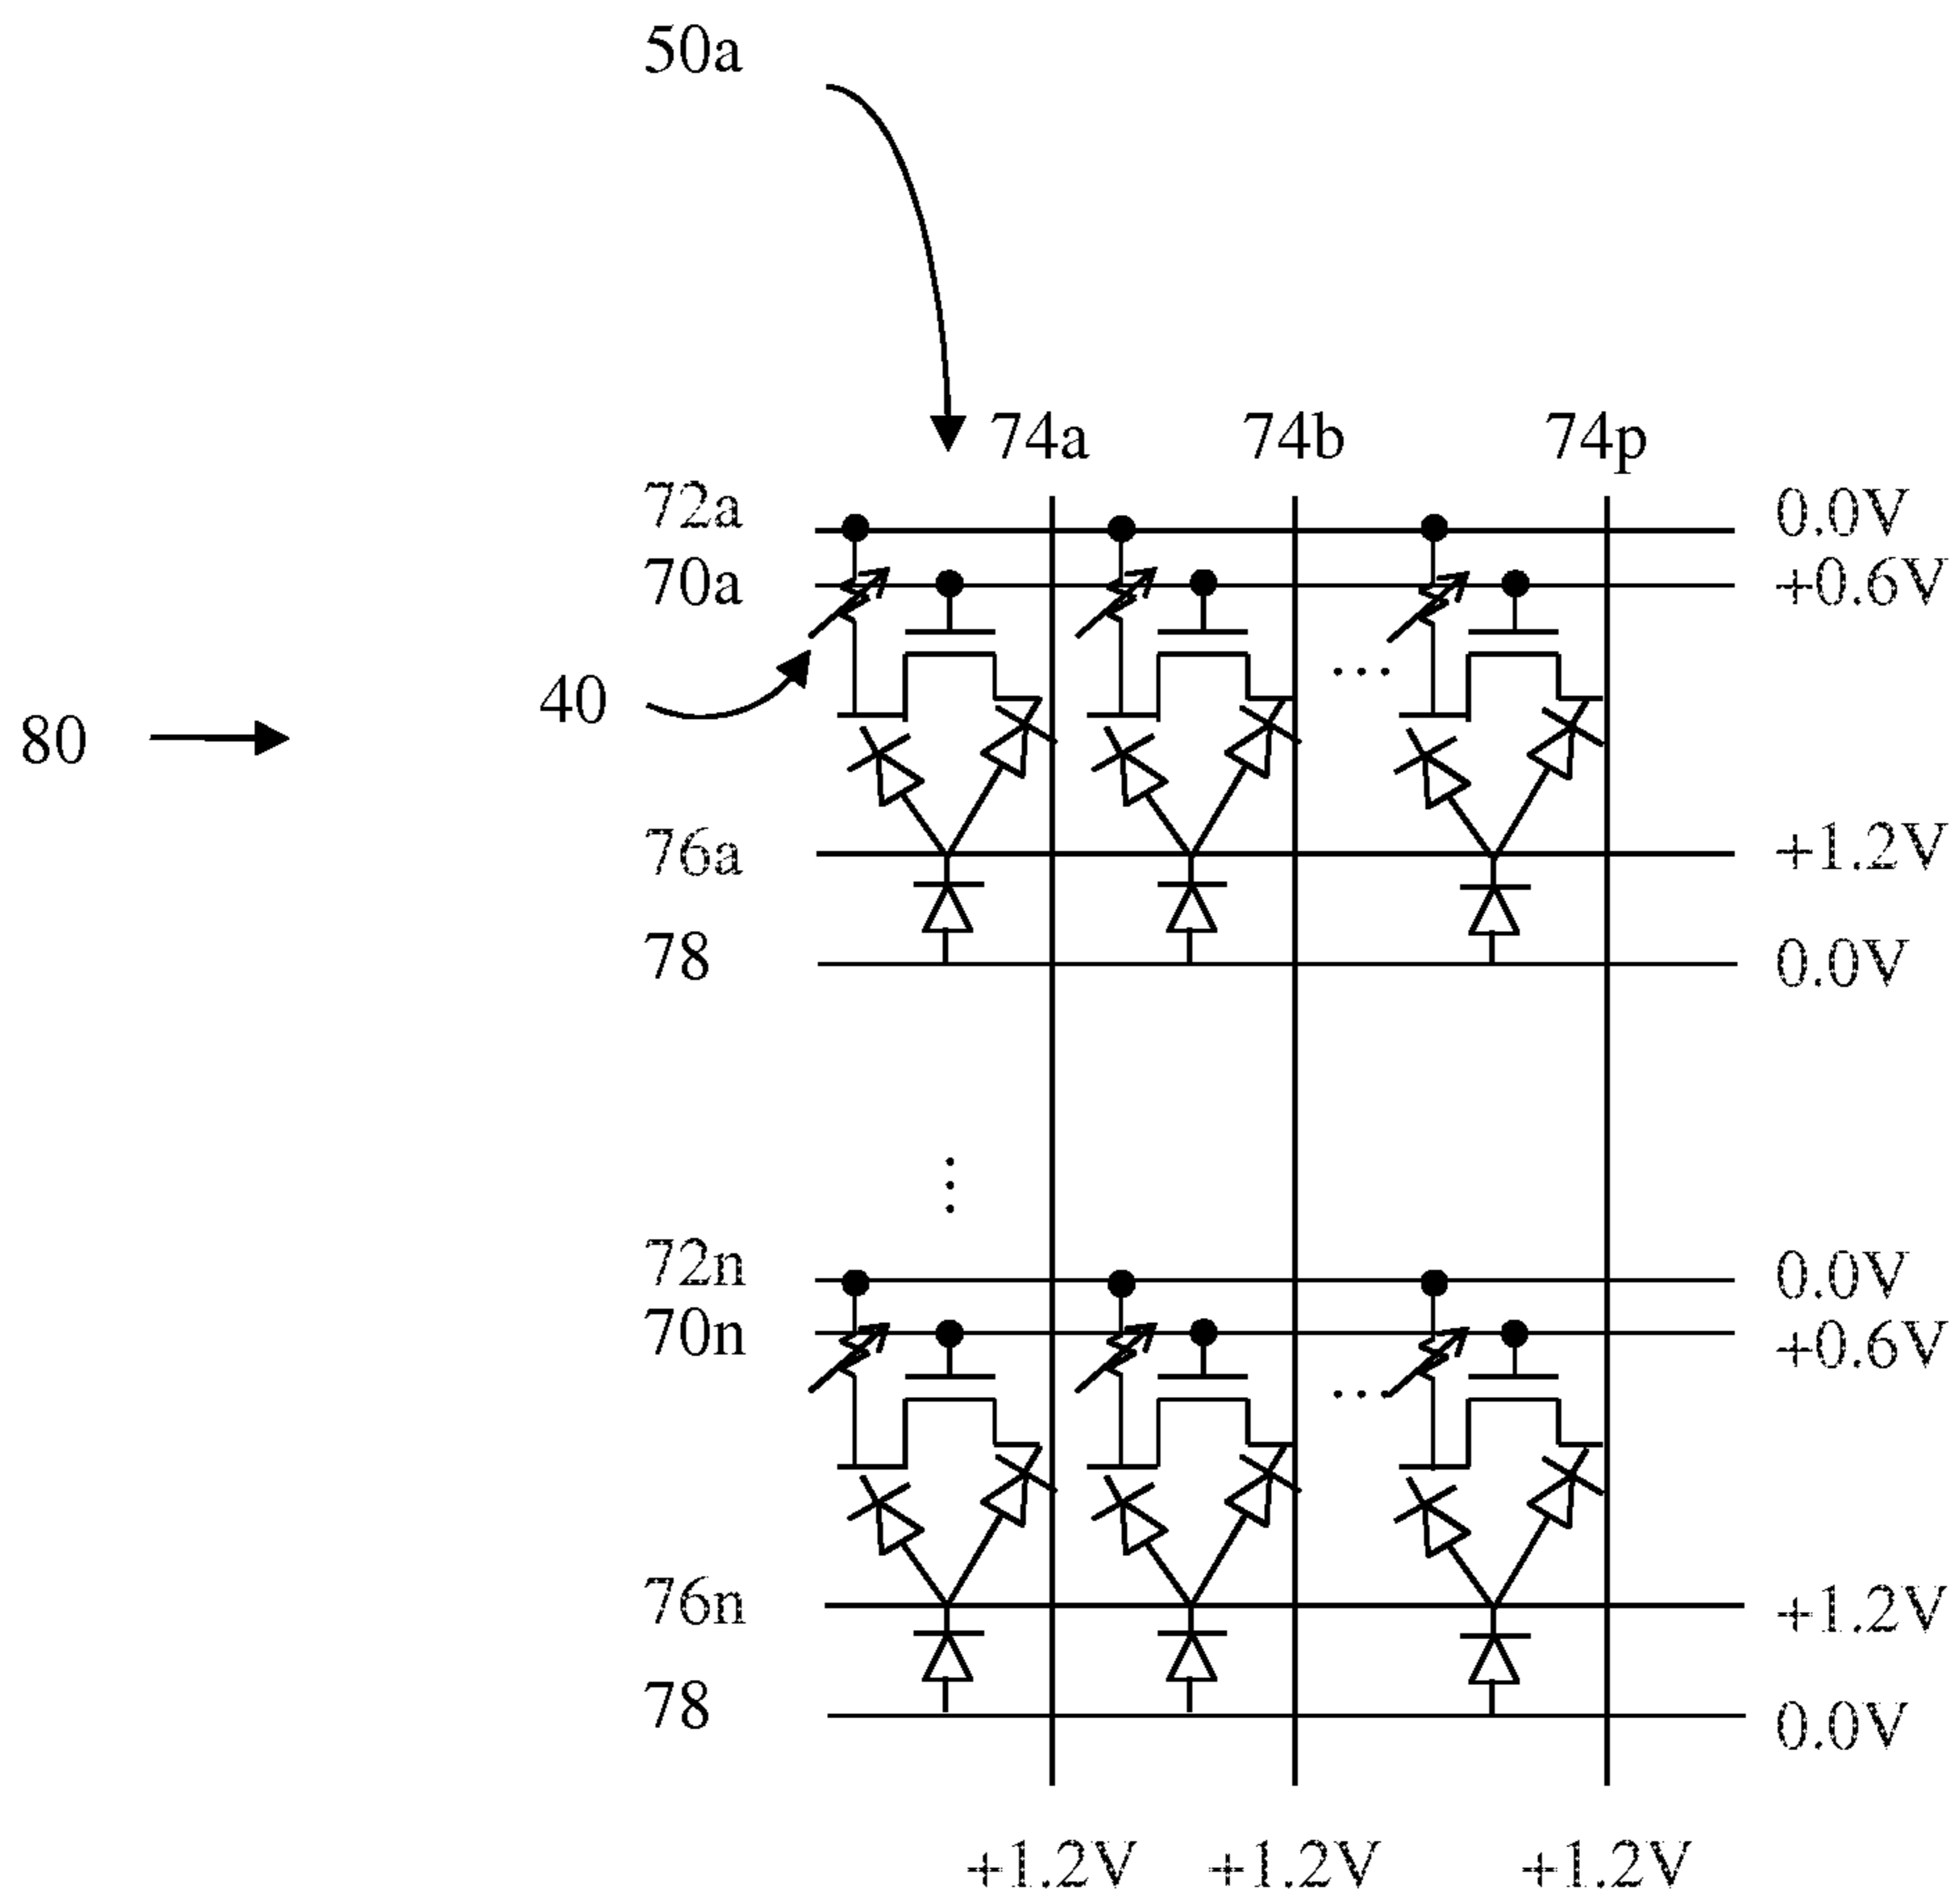 50a
74a 74b 74p
72a 0.0V
70a +0.6V
...
40
80
76a +1.2V
78 0.0V
72n 0.0V
70n +0.6V
...
76n +1.2V
78 0.0V
+1.2V +1.2V +1.2V